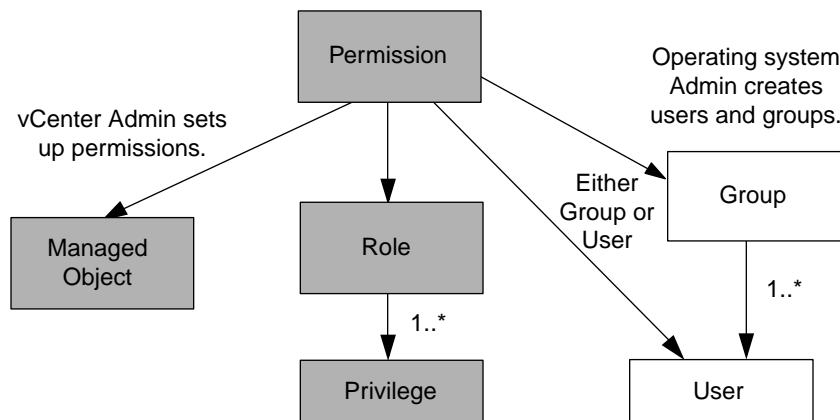 Permission
Operating system
Admin creates
users and groups.
vCenter Admin sets
up permissions.
Either
Group or
User
Group
Managed
Object
Role
1..*
1..*
Privilege
User